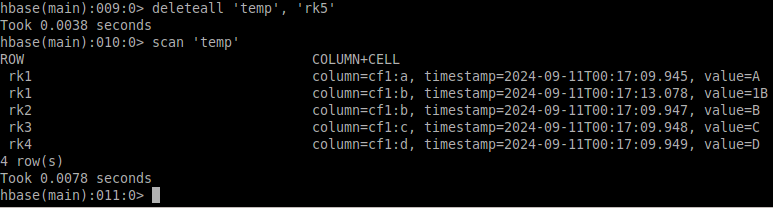 hbase(main):009:0> deleteall 'temp', 'rk5'
Took 0.0038 seconds
hbase(main):010:0> scan 'temp'
ROW                                   COLUMN+CELL
 rk1                                  column=cf1:a, timestamp=2024-09-11T00:17:09.945, value=A
 rk1                                  column=cf1:b, timestamp=2024-09-11T00:17:13.078, value=1B
 rk2                                  column=cf1:b, timestamp=2024-09-11T00:17:09.947, value=B
 rk3                                  column=cf1:c, timestamp=2024-09-11T00:17:09.948, value=C
 rk4                                  column=cf1:d, timestamp=2024-09-11T00:17:09.949, value=D
4 row(s)
Took 0.0078 seconds
hbase(main):011:0>